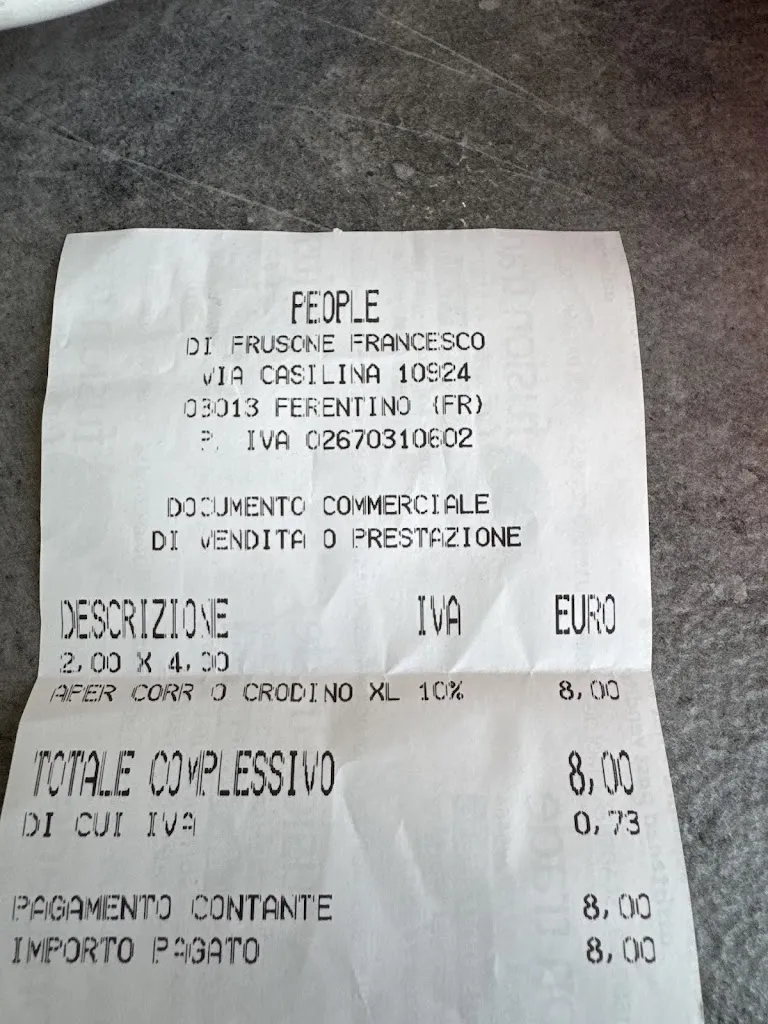 PEOPLE
DI FRUSONE FRANCESCO
VIA CASILINA 10924
03013 FERENTINO (FR)
P. IVA 02670310602
DOCUMENTO COMMERCIALE
DI VENDITA O PRESTAZIONE
DESCRIZIONE IVA EURO
2,00 X 4,00
APER CORR O CRODINO XL 10% 8,00
TOTALE COMPLESSIVO 8,00
DI CUI IVA 0,73
PAGAMENTO CONTANTE 8,00
IMPORTO PAGATO 8,00